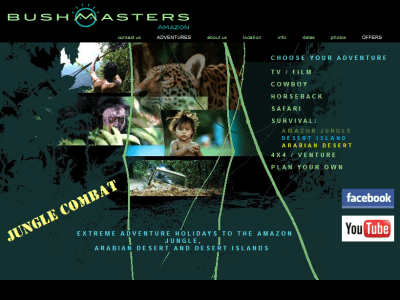 BUSHMASTERS
AMAZON
contact us ADVENTURES about us location info dates photos OFFERS
CHOOSE YOUR ADVENTURE
TV / FILM
COWBOY
HORSEBACK
SAFARI
SURVIVAL:
AMAZON JUNGLE
DESERT ISLAND
ARABIAN DESERT
4X4 / VENTURE
PLAN YOUR OWN
facebook
YouTube
JUNGLE COMBAT
EXTREME ADVENTURE HOLIDAYS TO THE AMAZON
JUNGLE,
ARABIAN DESERT AND DESERT ISLANDS